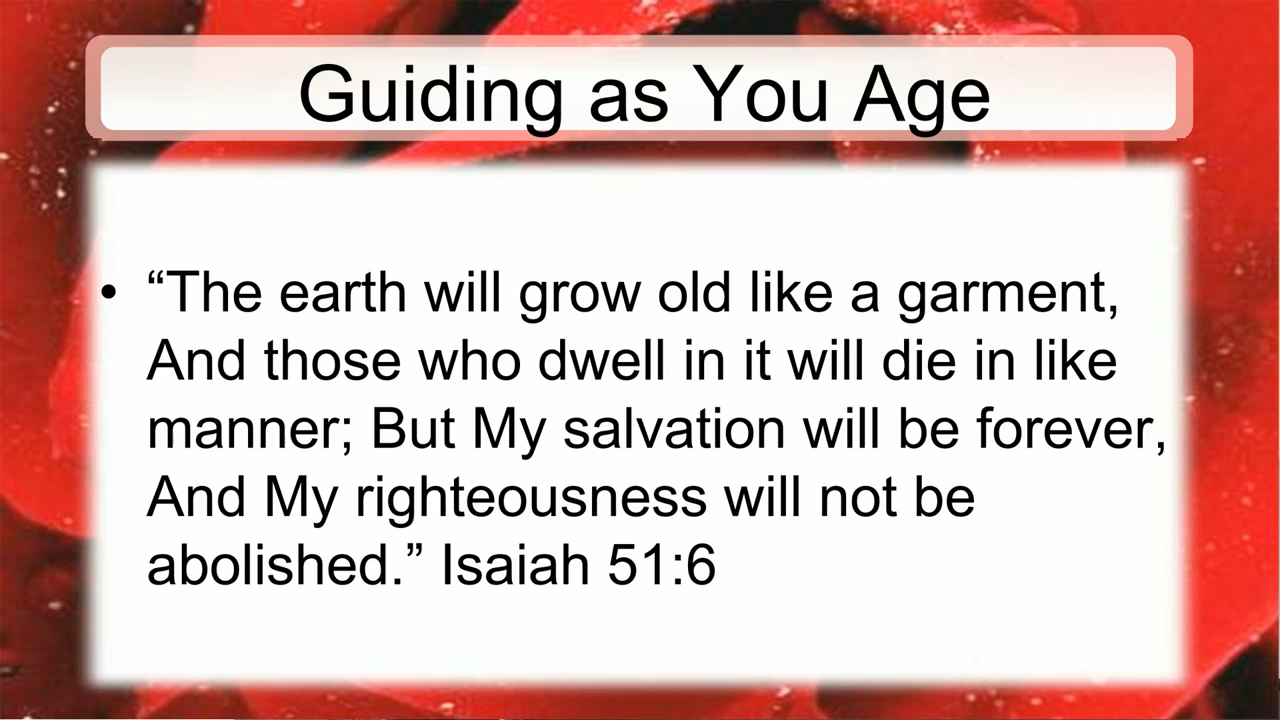 Guiding as You Age
• “The earth will grow old like a garment,
And those who dwell in it will die in like
manner; But My salvation will be forever,
And My righteousness will not be
abolished.” Isaiah 51:6